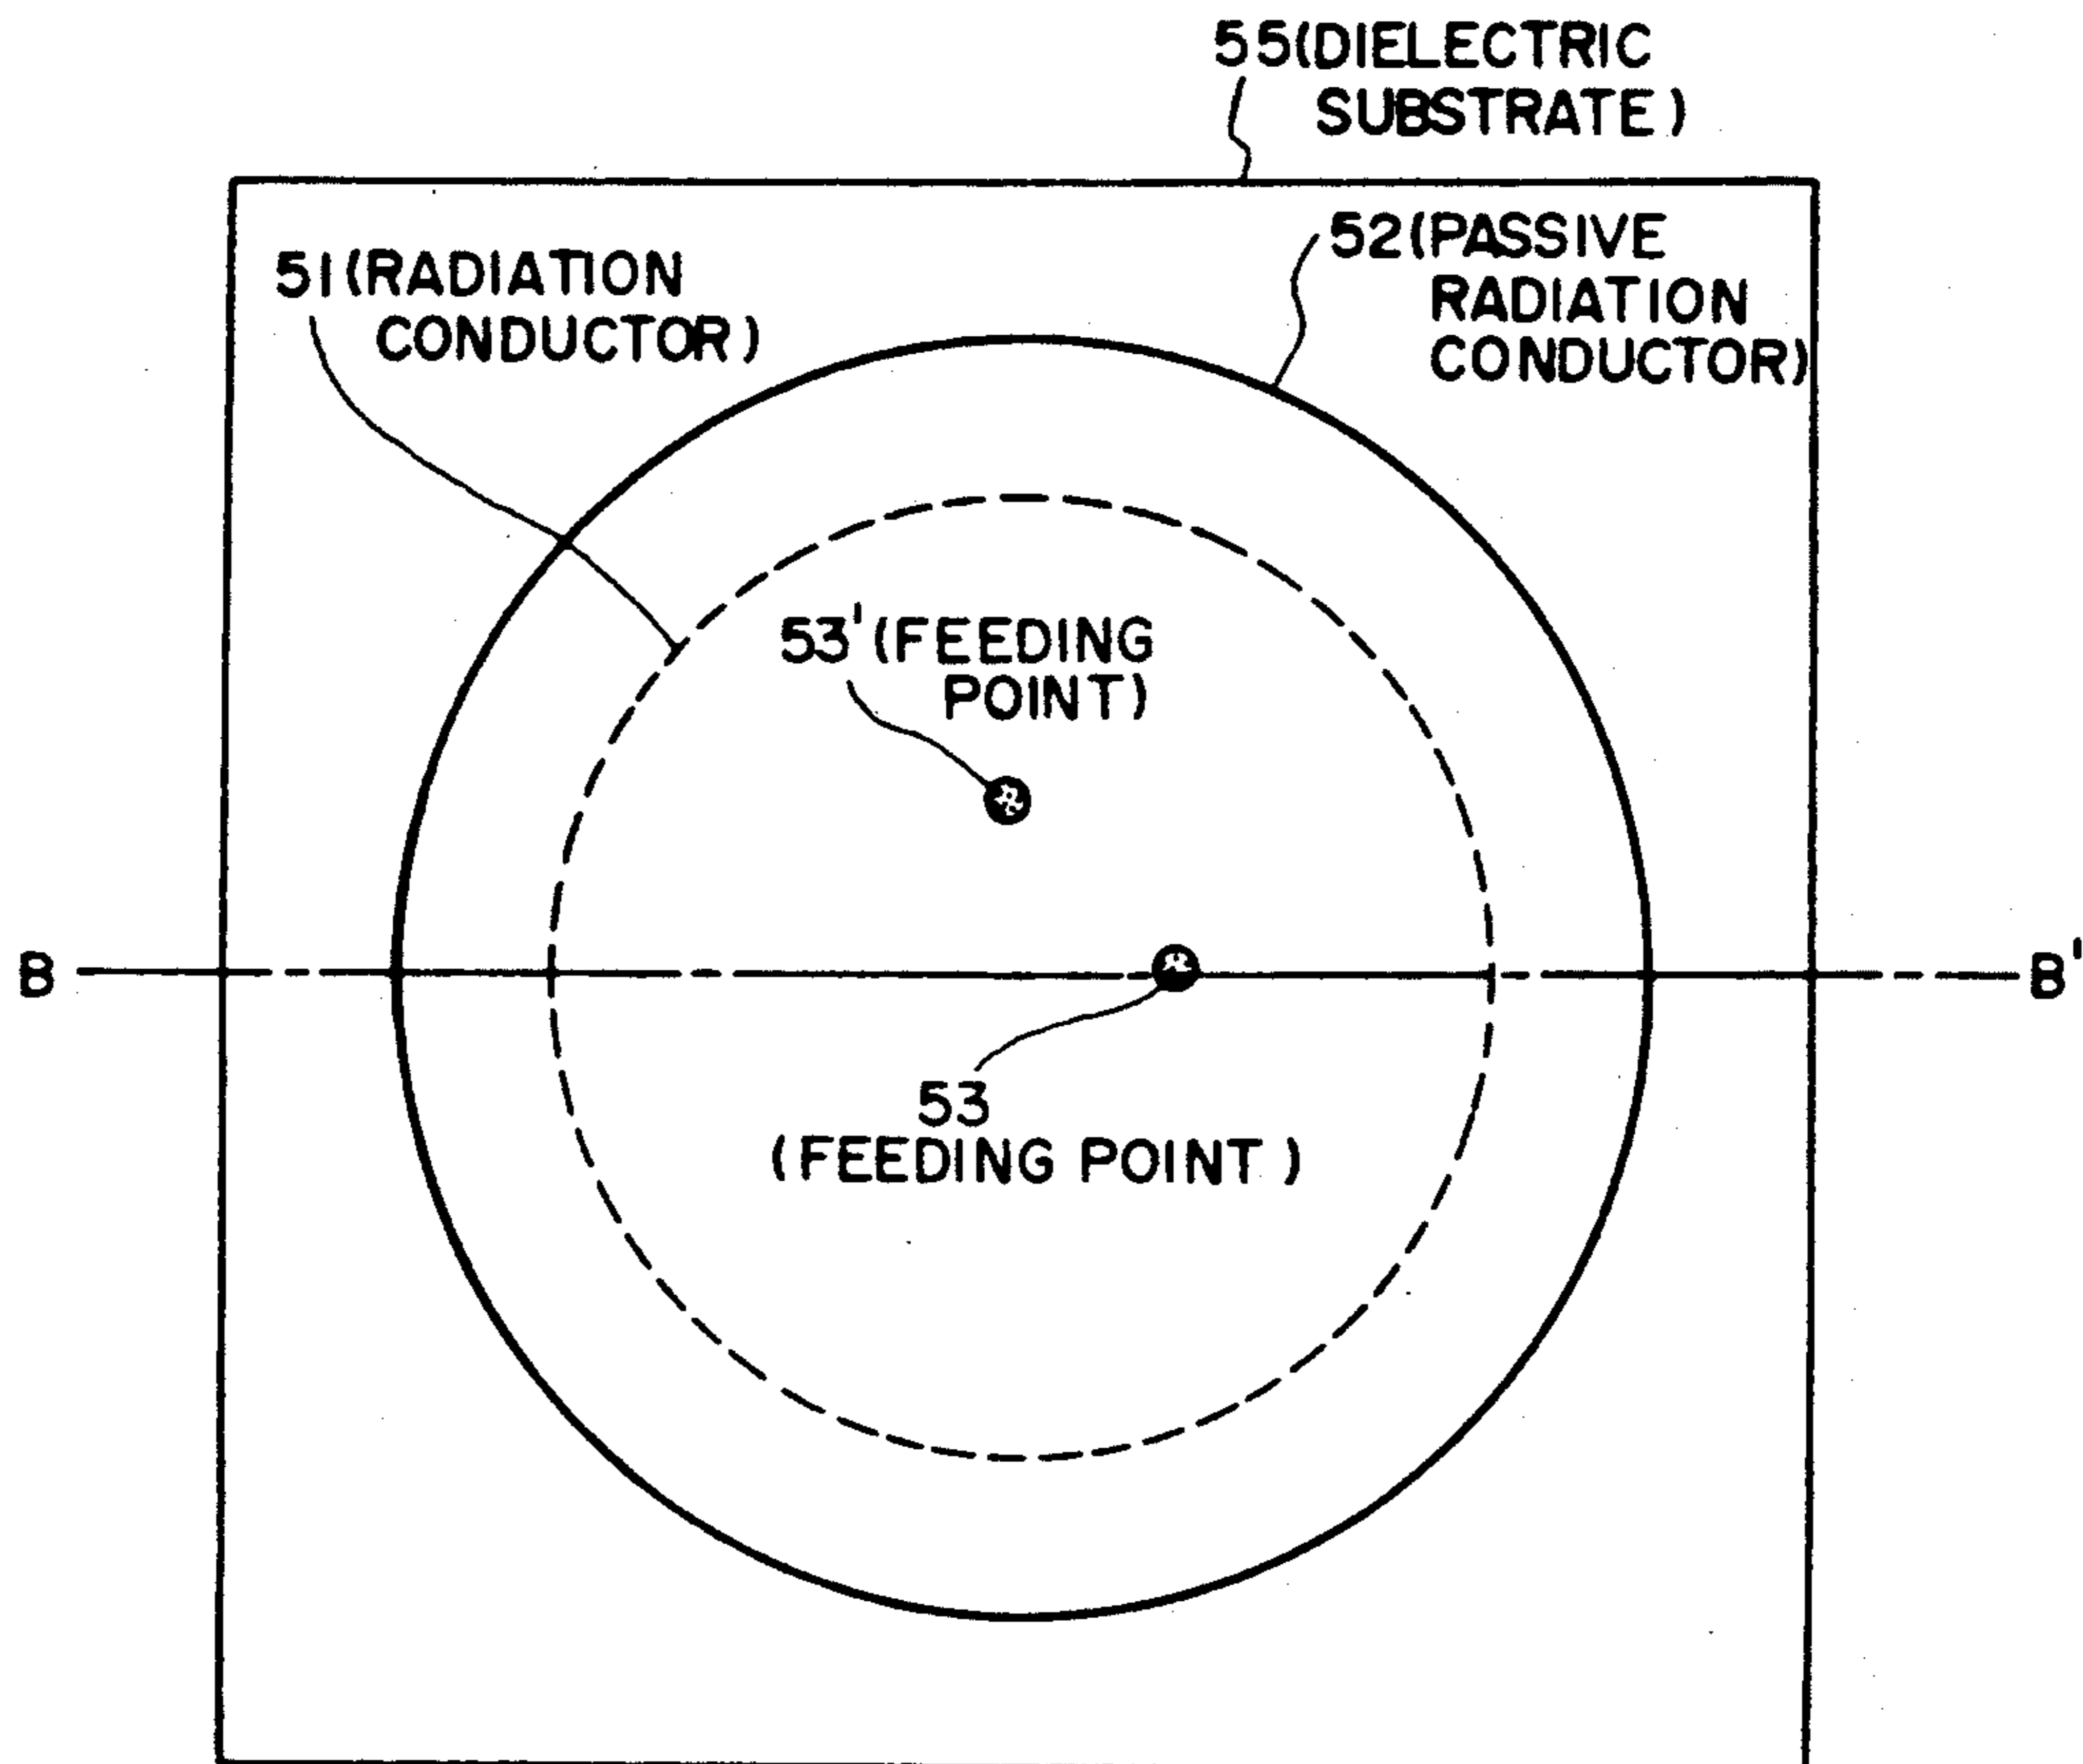 55(DIELECTRIC
SUBSTRATE)
52(PASSIVE
RADIATION
CONDUCTOR)
51(RADIATION
CONDUCTOR)
53'(FEEDING
POINT)
B
B'
53
(FEEDING POINT)